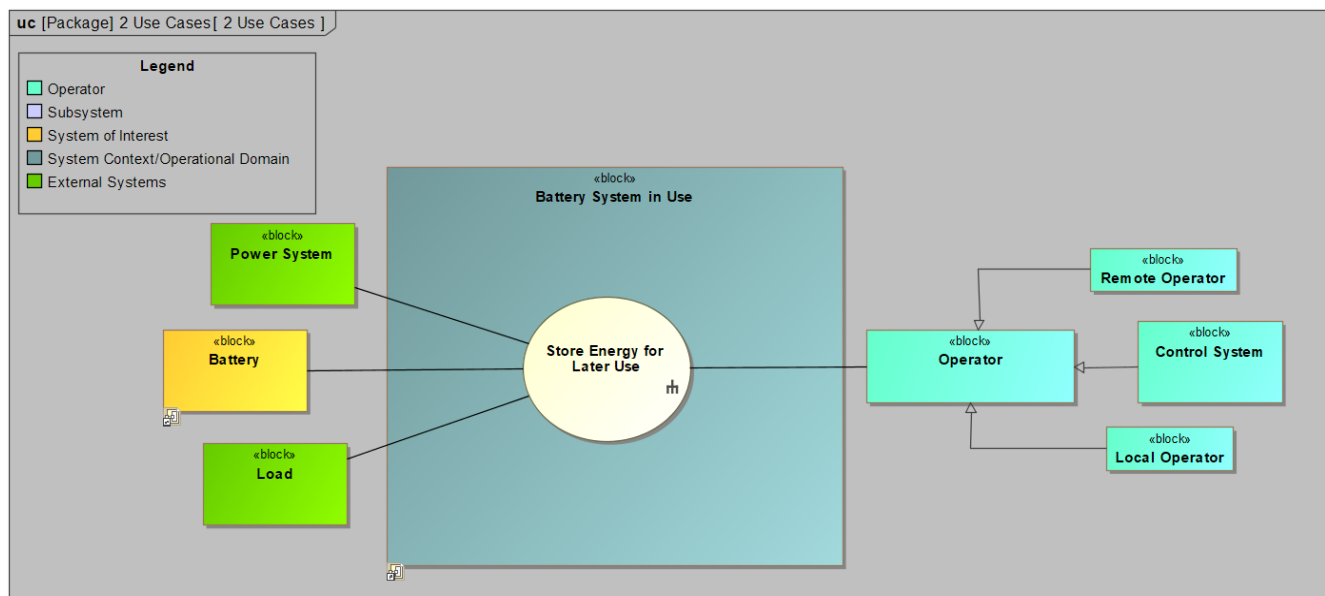 uc [Package] 2 Use Cases [ 2 Use Cases ]
Legend
Operator
Subsystem
System of Interest
System Context/Operational Domain
External Systems
«block»
Battery System in Use
«block»
Power System
«block»
Battery
«block»
Load
Store Energy for
Later Use
«block»
Operator
«block»
Remote Operator
«block»
Control System
«block»
Local Operator